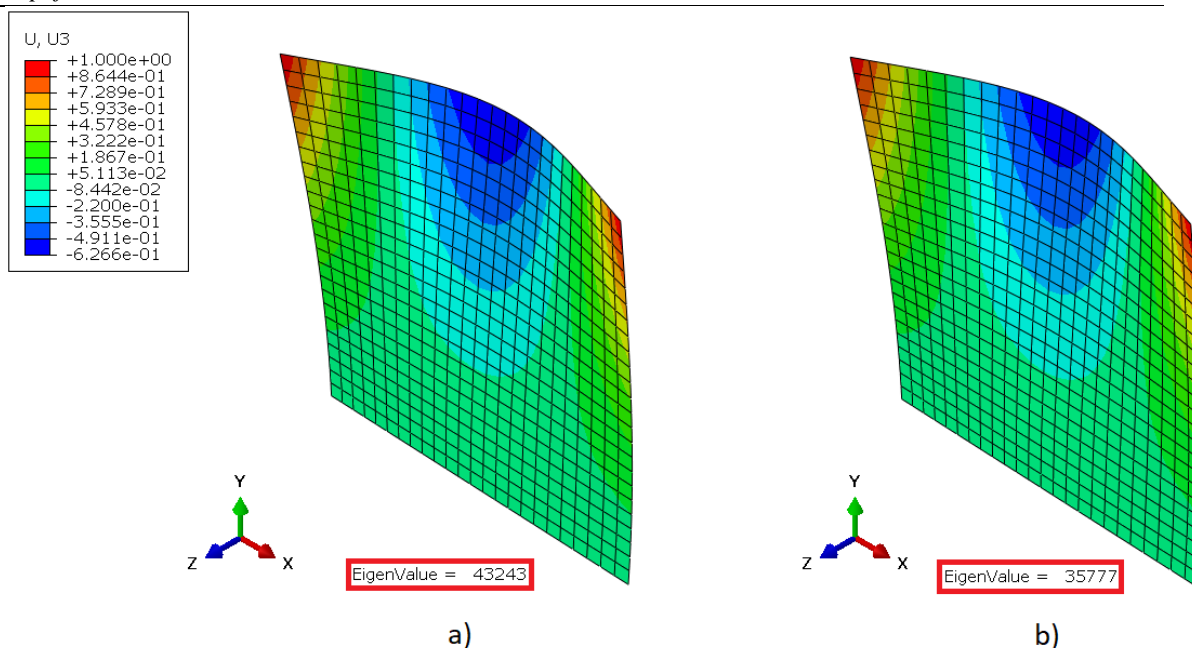 U, U3
+1.000e+00
+8.644e-01
+7.289e-01
+5.933e-01
+4.578e-01
+3.222e-01
+1.867e-01
+5.113e-02
-8.442e-02
-2.200e-01
-3.555e-01
-4.911e-01
-6.266e-01
Y
Z
X
EigenValue = 43243
a)
Y
Z
X
EigenValue = 35777
b)